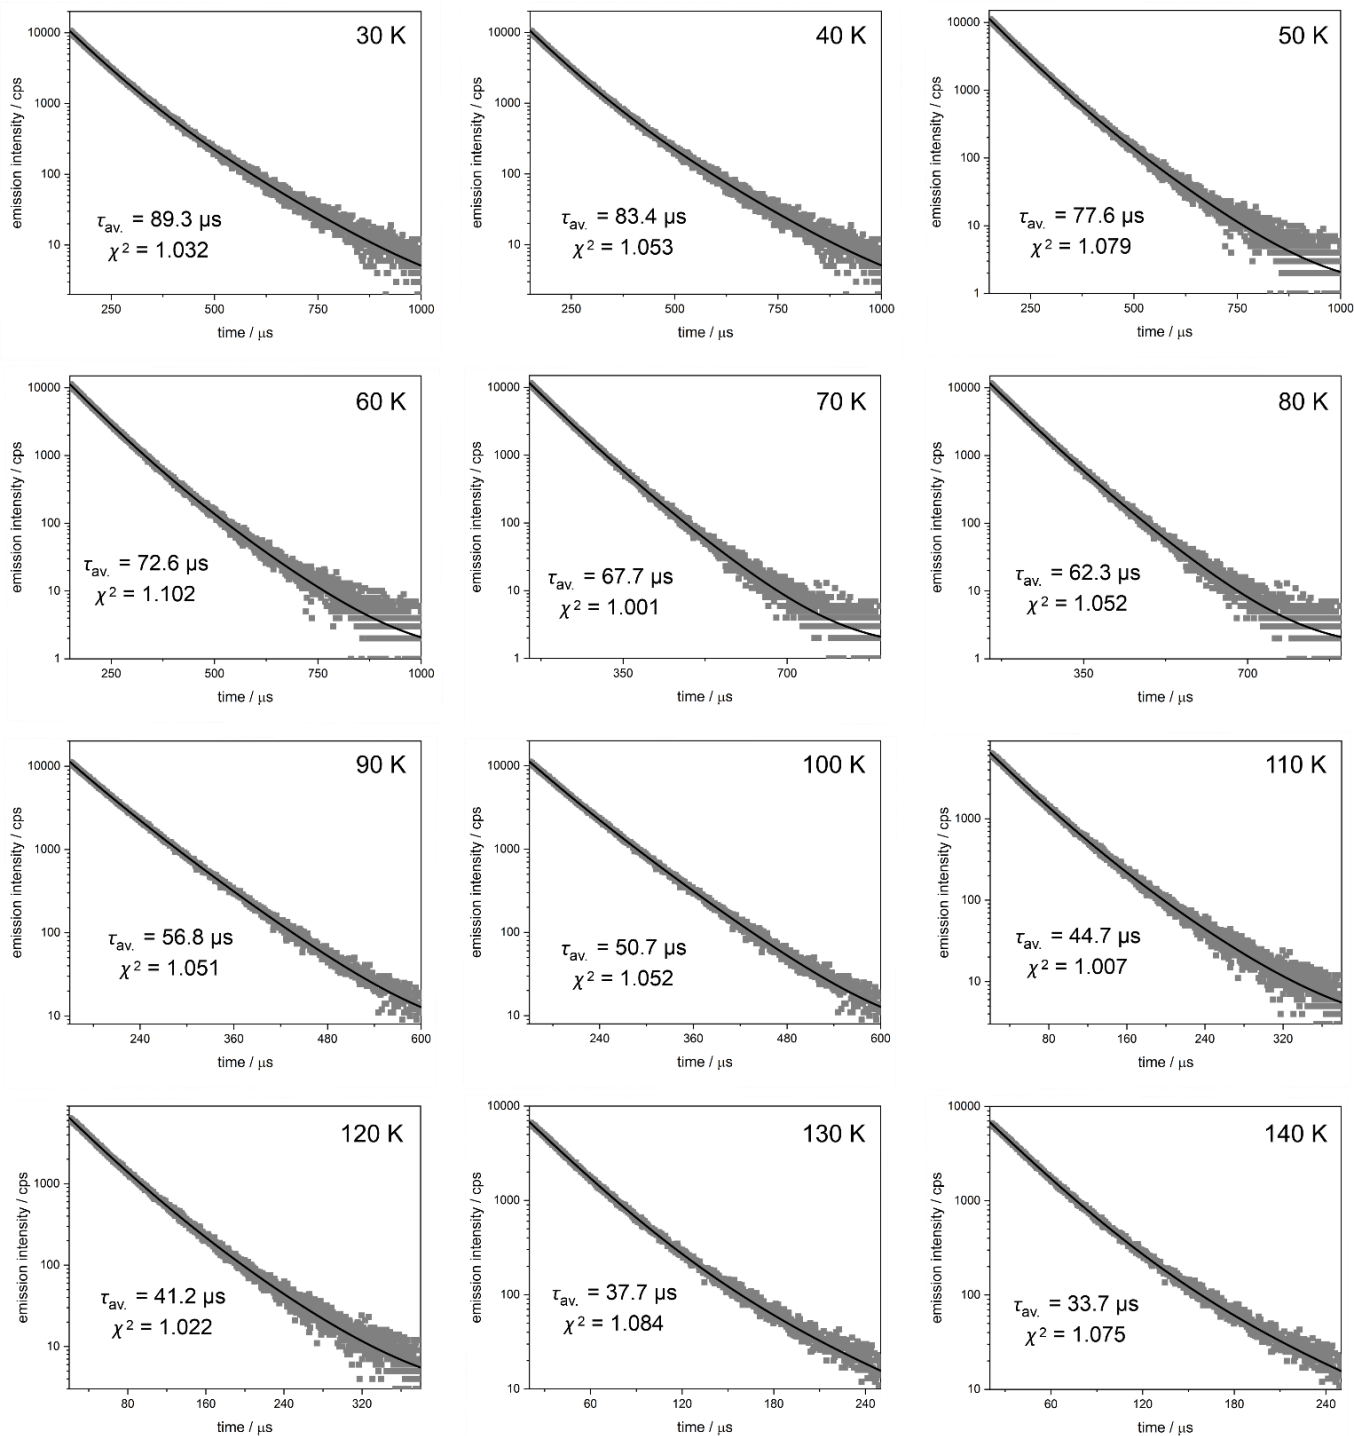 30 K
emission intensity / cps
10000
1000
100
10
τav. = 89.3 µs
χ² = 1.032
250 500 750 1000
time / µs
40 K
emission intensity / cps
10000
1000
100
10
τav. = 83.4 µs
χ² = 1.053
250 500 750 1000
time / µs
50 K
emission intensity / cps
10000
1000
100
10
1
τav. = 77.6 µs
χ² = 1.079
250 500 750 1000
time / µs
60 K
emission intensity / cps
10000
1000
100
10
1
τav. = 72.6 µs
χ² = 1.102
250 500 750 1000
time / µs
70 K
emission intensity / cps
10000
1000
100
10
1
τav. = 67.7 µs
χ² = 1.001
350 700
time / µs
80 K
emission intensity / cps
10000
1000
100
10
1
τav. = 62.3 µs
χ² = 1.052
350 700
time / µs
90 K
emission intensity / cps
10000
1000
100
10
τav. = 56.8 µs
χ² = 1.051
240 360 480 600
time / µs
100 K
emission intensity / cps
10000
1000
100
10
τav. = 50.7 µs
χ² = 1.052
240 360 480 600
time / µs
110 K
emission intensity / cps
1000
100
10
τav. = 44.7 µs
χ² = 1.007
80 160 240 320
time / µs
120 K
emission intensity / cps
1000
100
10
τav. = 41.2 µs
χ² = 1.022
80 160 240 320
time / µs
130 K
emission intensity / cps
10000
1000
100
10
τav. = 37.7 µs
χ² = 1.084
60 120 180 240
time / µs
140 K
emission intensity / cps
10000
1000
100
10
τav. = 33.7 µs
χ² = 1.075
60 120 180 240
time / µs